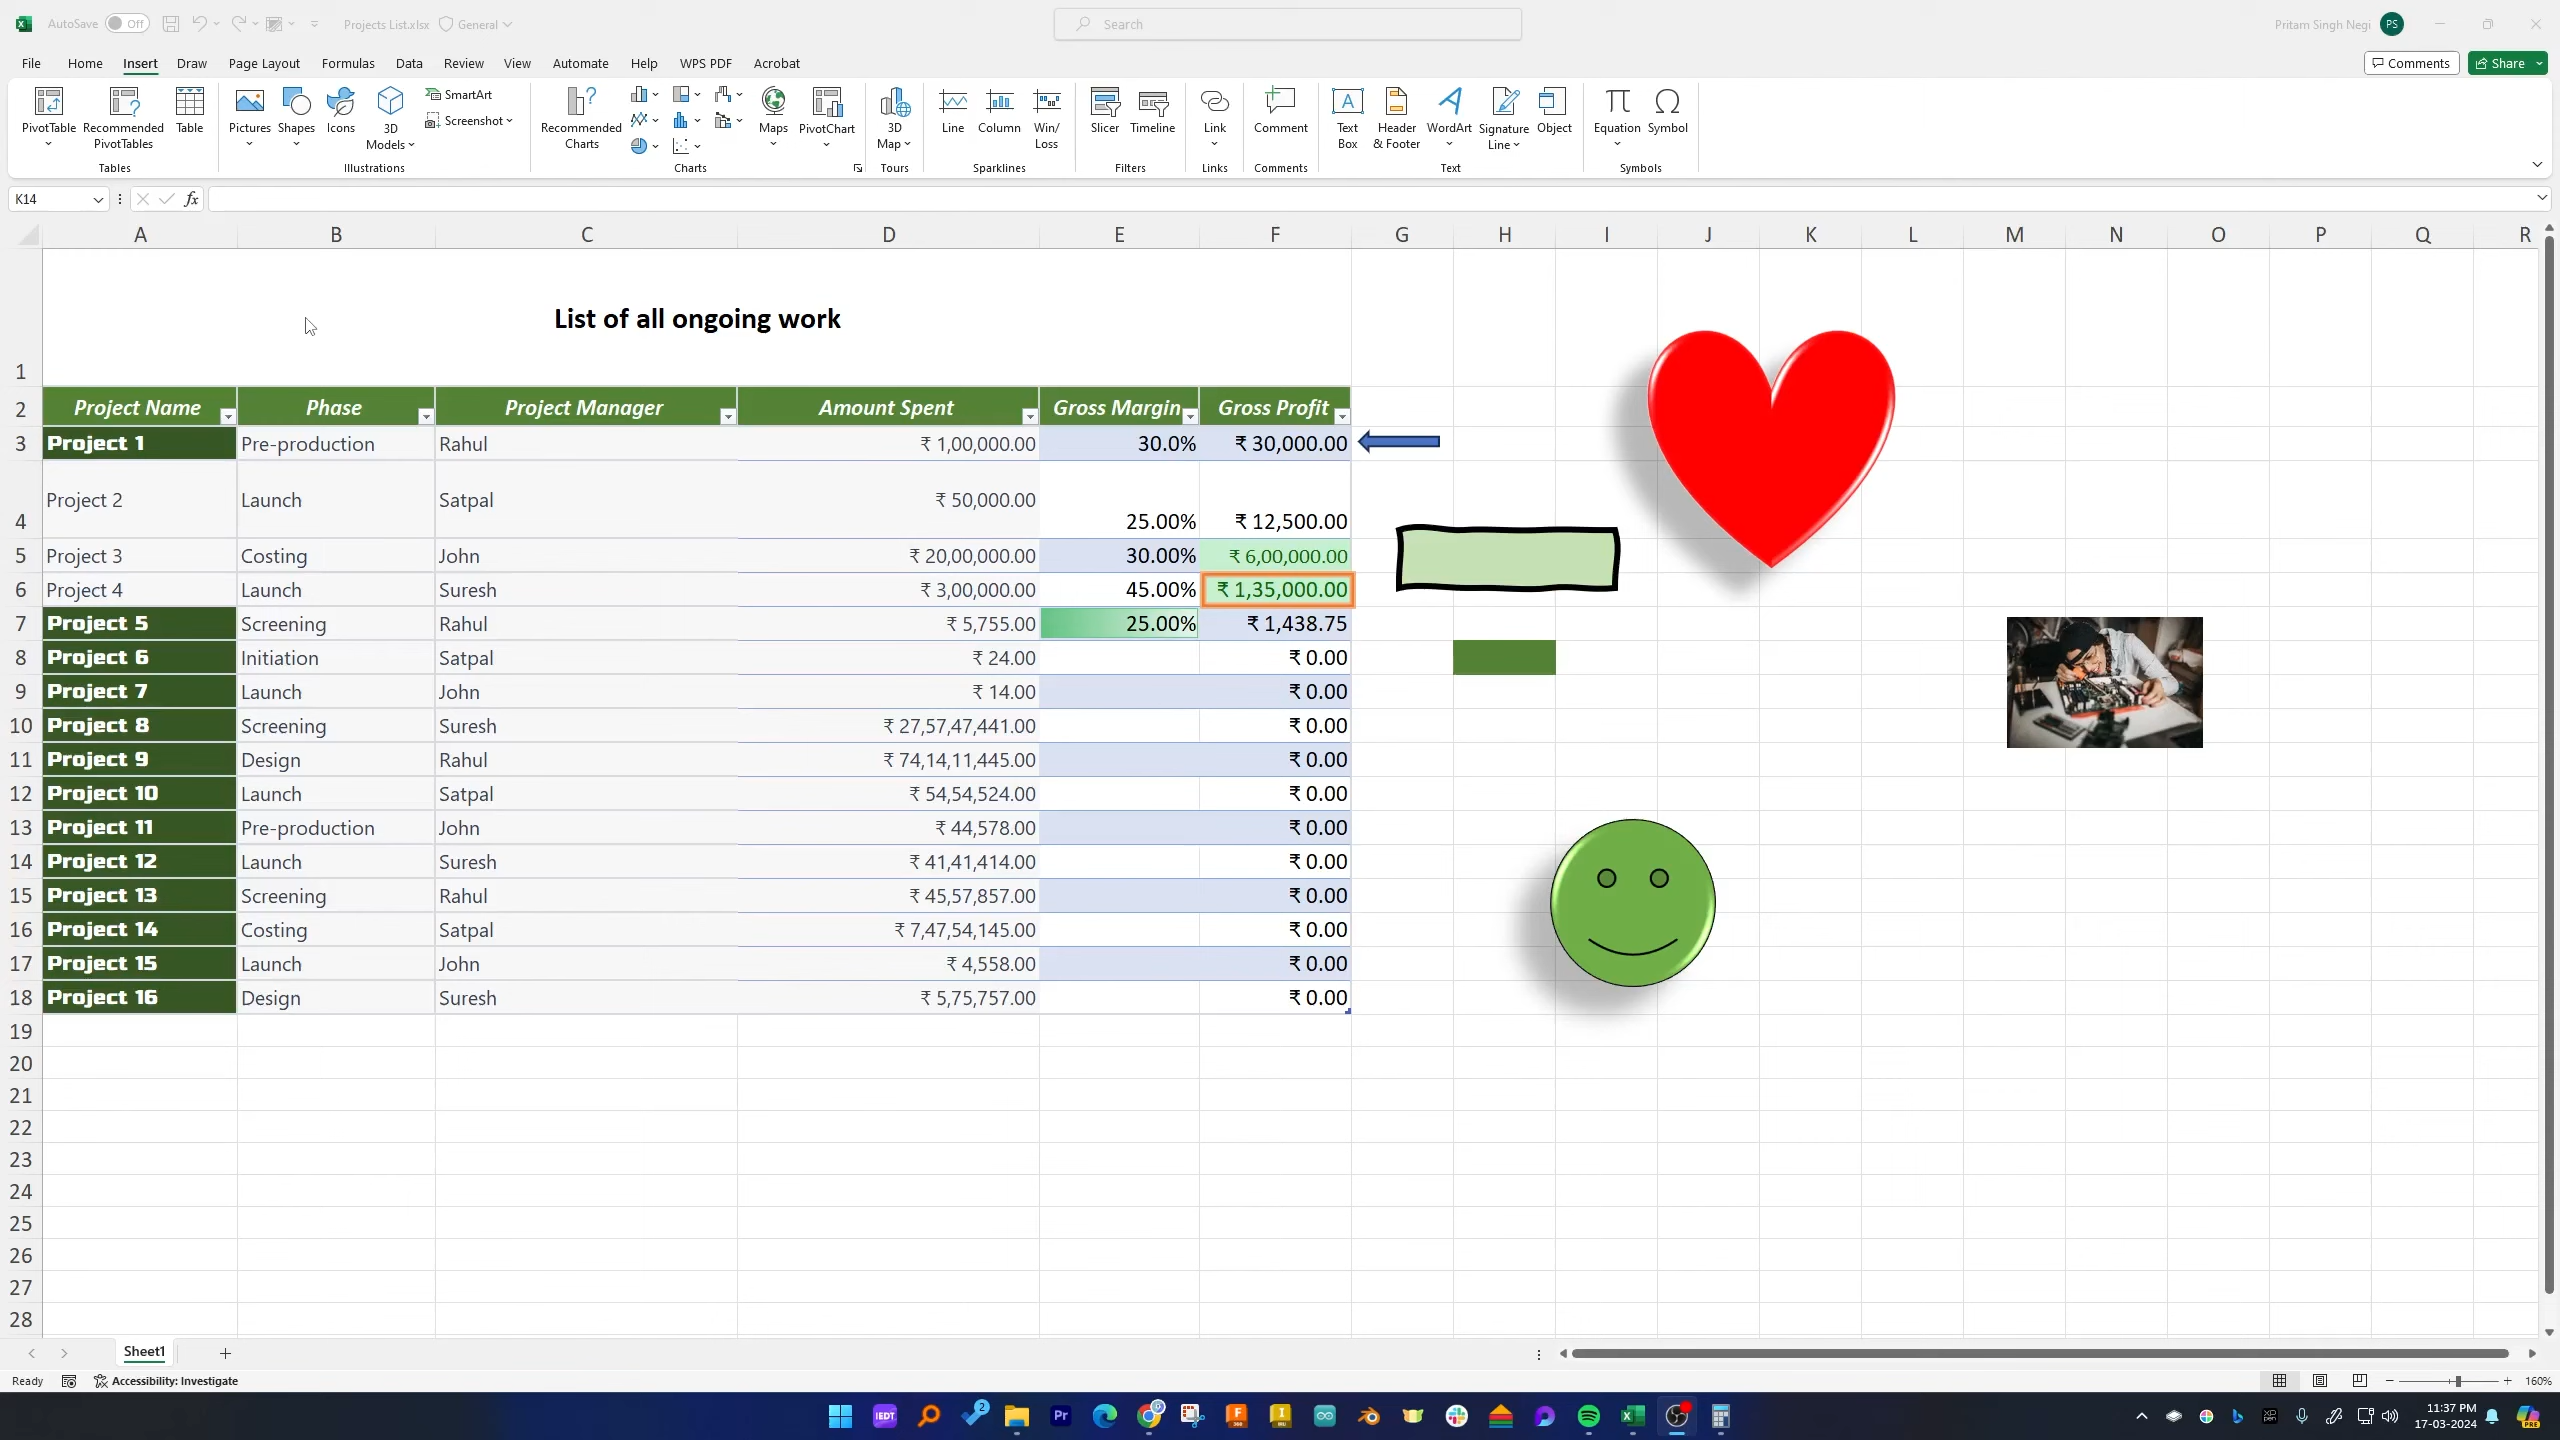 AutoSave Off Projects List.xlsx General Search Pritam Singh Negi PS
File Home Insert Draw Page Layout Formulas Data Review View Automate Help WPS PDF Acrobat Comments Share
PivotTable Recommended PivotTables Table Pictures Shapes Icons 3D Models SmartArt Screenshot Recommended Charts Maps PivotChart 3D Map Line Column Win/Loss Slicer Timeline Link Comment Text Box Header & Footer WordArt Signature Line Object Equation Symbol
Tables Illustrations Charts Tours Sparklines Filters Links Comments Text Symbols
K14 fx
A B C D E F G H I J K L M N O P Q R
1 List of all ongoing work
2 Project Name Phase Project Manager Amount Spent Gross Margin Gross Profit
3 Project 1 Pre-production Rahul ₹ 1,00,000.00 30.0% ₹ 30,000.00
4 Project 2 Launch Satpal ₹ 50,000.00 25.00% ₹ 12,500.00
5 Project 3 Costing John ₹ 20,00,000.00 30.00% ₹ 6,00,000.00
6 Project 4 Launch Suresh ₹ 3,00,000.00 45.00% ₹ 1,35,000.00
7 Project 5 Screening Rahul ₹ 5,755.00 25.00% ₹ 1,438.75
8 Project 6 Initiation Satpal ₹ 24.00 ₹ 0.00
9 Project 7 Launch John ₹ 14.00 ₹ 0.00
10 Project 8 Screening Suresh ₹ 27,57,47,441.00 ₹ 0.00
11 Project 9 Design Rahul ₹ 74,14,11,445.00 ₹ 0.00
12 Project 10 Launch Satpal ₹ 54,54,524.00 ₹ 0.00
13 Project 11 Pre-production John ₹ 44,578.00 ₹ 0.00
14 Project 12 Launch Suresh ₹ 41,41,414.00 ₹ 0.00
15 Project 13 Screening Rahul ₹ 45,57,857.00 ₹ 0.00
16 Project 14 Costing Satpal ₹ 7,47,54,145.00 ₹ 0.00
17 Project 15 Launch John ₹ 4,558.00 ₹ 0.00
18 Project 16 Design Suresh ₹ 5,75,757.00 ₹ 0.00
19
20
21
22
23
24
25
26
27
28
Sheet1
Ready Accessibility: Investigate 160%
IEDT 2 Pr 11:37 PM
17-03-2024